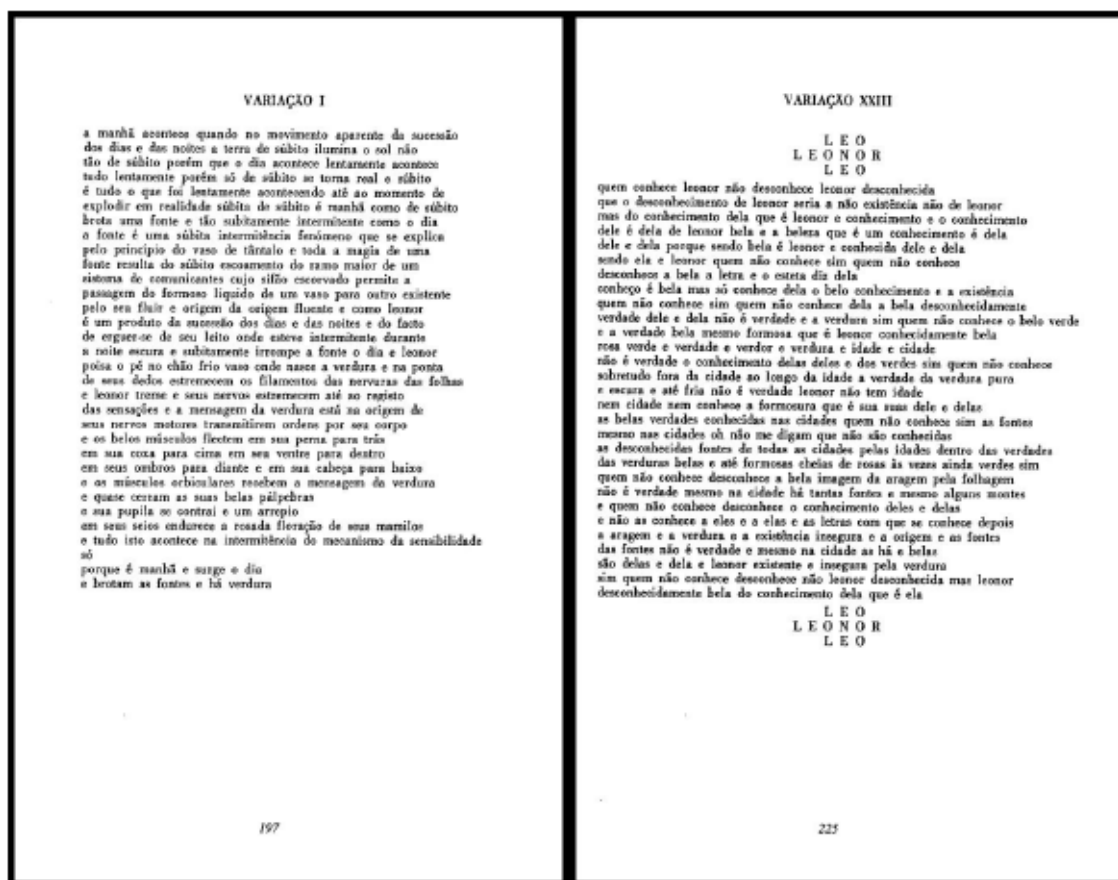 VARIAÇÃO I
a manhã acontece quando no movimento aparente da sucessão
dos dias e das noites a terra de súbito ilumina o sol não
tão de súbito porém que o dia acontece lentamente acontece
tudo lentamente porém só de súbito se torna real o súbito
é tudo o que foi lentamente acontecendo até ao momento de
explodir em realidade súbita de súbito é manhã como de súbito
brota uma fonte e tão subitamente intermitente como o dia
a fonte é uma súbita intermitência fenómeno que se explica
pelo princípio do vaso de tântalo e toda a magia de uma
fonte resulta do súbito escoamento do ramo maior de um
sistema de comunicantes cujo sifão escorvado permite a
passagem do formoso líquido de um vaso para outro existente
pelo seu fluir e origem da origem fluente e como leonor
é um produto da sucessão dos dias e das noites e do facto
de erguer-se de seu leito onde esteve intermitente durante
a noite escura e subitamente irrompe a fonte o dia e leonor
poisa o pé no chão frio vaso onde nasce a verdura e na ponta
de seus dedos estremecem os filamentos das nervuras das folhas
e leonor treme e seus nervos estremecem até ao registo
das sensações e a mensagem da verdura está na origem de
seus nervos motores transmitirem ordens por seu corpo
e os belos músculos flectem em sua perna para trás
em sua coxa para cima em seu ventre para dentro
em seus ombros para diante e em sua cabeça para baixo
e os músculos orbiculares recebem a mensagem da verdura
e quase cerram as suas belas pálpebras
e sua pupila se contrai e um arrepio
em seus seios endurece a rosada floração de seus mamilos
e tudo isto acontece na intermitência do mecanismo da sensibilidade
só
porque é manhã e surge o dia
e brotam as fontes e há verdura
197
VARIAÇÃO XXIII
LEO
LEONOR
LEO
quem conhece leonor não desconhece leonor desconhecida
que o desconhecimento de leonor seria a não existência não de leonor
mas do conhecimento dela que é leonor e conhecimento e o conhecimento
dele é dela de leonor bela e a beleza que é um conhecimento é dela
dele e dela porque sendo bela é leonor e conhecida dele e dela
sendo ela e leonor quem não conhece sim quem não conhece
desconhece a bela a letra e o esteta diz dela
conheço é bela mas só conhece dela o belo conhecimento e a existência
quem não conhece sim quem não conhece dela a bela desconhecidamente
verdade dele e dela não é verdade e a verdura sim quem não conhece o belo verde
e a verdade bela mesmo formosa que é leonor conhecidamente bela
rosa verde e verdade e verdor e verdura e idade e cidade
não é verdade o conhecimento delas deles e dos verdes sim quem não conhece
sobretudo fora da cidade ao longo da idade a verdade da verdura pura
e escura e até fria não é verdade leonor não tem idade
nem cidade nem conhece a formosura que é sua suas dele e delas
as belas verdades conhecidas nas cidades quem não conhece sim as fontes
mesmo nas cidades oh não me digam que não são conhecidas
as desconhecidas fontes de todas as cidades pelas idades dentro das verdades
das verduras belas e até formosas cheias de rosas às vezes ainda verdes sim
quem não conhece desconhece a bela imagem da aragem pela folhagem
não é verdade mesmo na cidade há tantas fontes e mesmo alguns montes
e quem não conhece desconhece o conhecimento deles e delas
e não as conhece a eles e a elas e as letras com que se conhece depois
a aragem e a verdura e a existência insegura e a origem e as fontes
das fontes não é verdade e mesmo na cidade as há e belas
são delas e dela e leonor existente e insegura pela verdura
sim quem não conhece desconhece não leonor desconhecida mas leonor
desconhecidamente bela do conhecimento dela que é ela
LEO
LEONOR
LEO
225